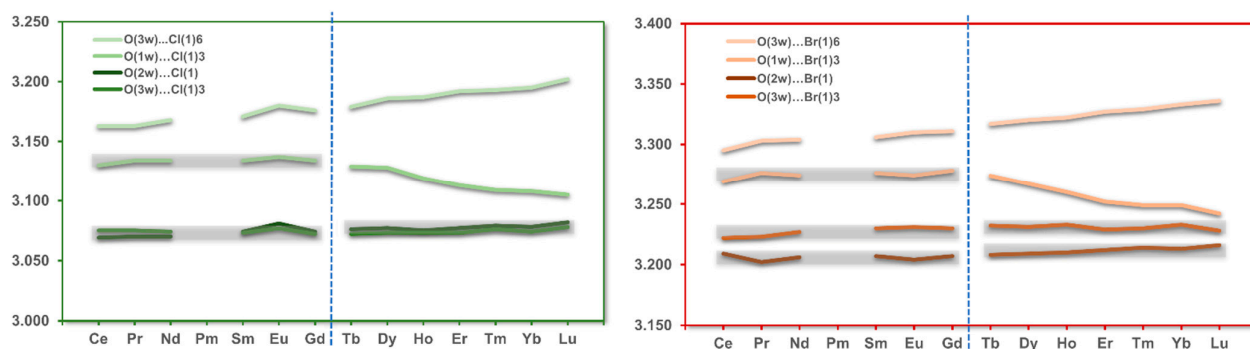 3.250
3.200
3.150
3.100
3.050
3.000
O(3w)...Cl(1)6
O(1w)...Cl(1)3
O(2w)...Cl(1)
O(3w)...Cl(1)3
Ce Pr Nd Pm Sm Eu Gd Tb Dy Ho Er Tm Yb Lu
3.400
3.350
3.300
3.250
3.200
3.150
O(3w)...Br(1)6
O(1w)...Br(1)3
O(2w)...Br(1)
O(3w)...Br(1)3
Ce Pr Nd Pm Sm Eu Gd Tb Dy Ho Er Tm Yb Lu